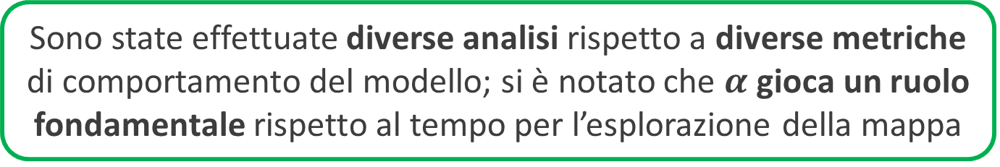 Sono state effettuate diverse analisi rispetto a diverse metriche
di comportamento del modello; si è notato che 𝜶 gioca un ruolo
fondamentale rispetto al tempo per l’esplorazione della mappa